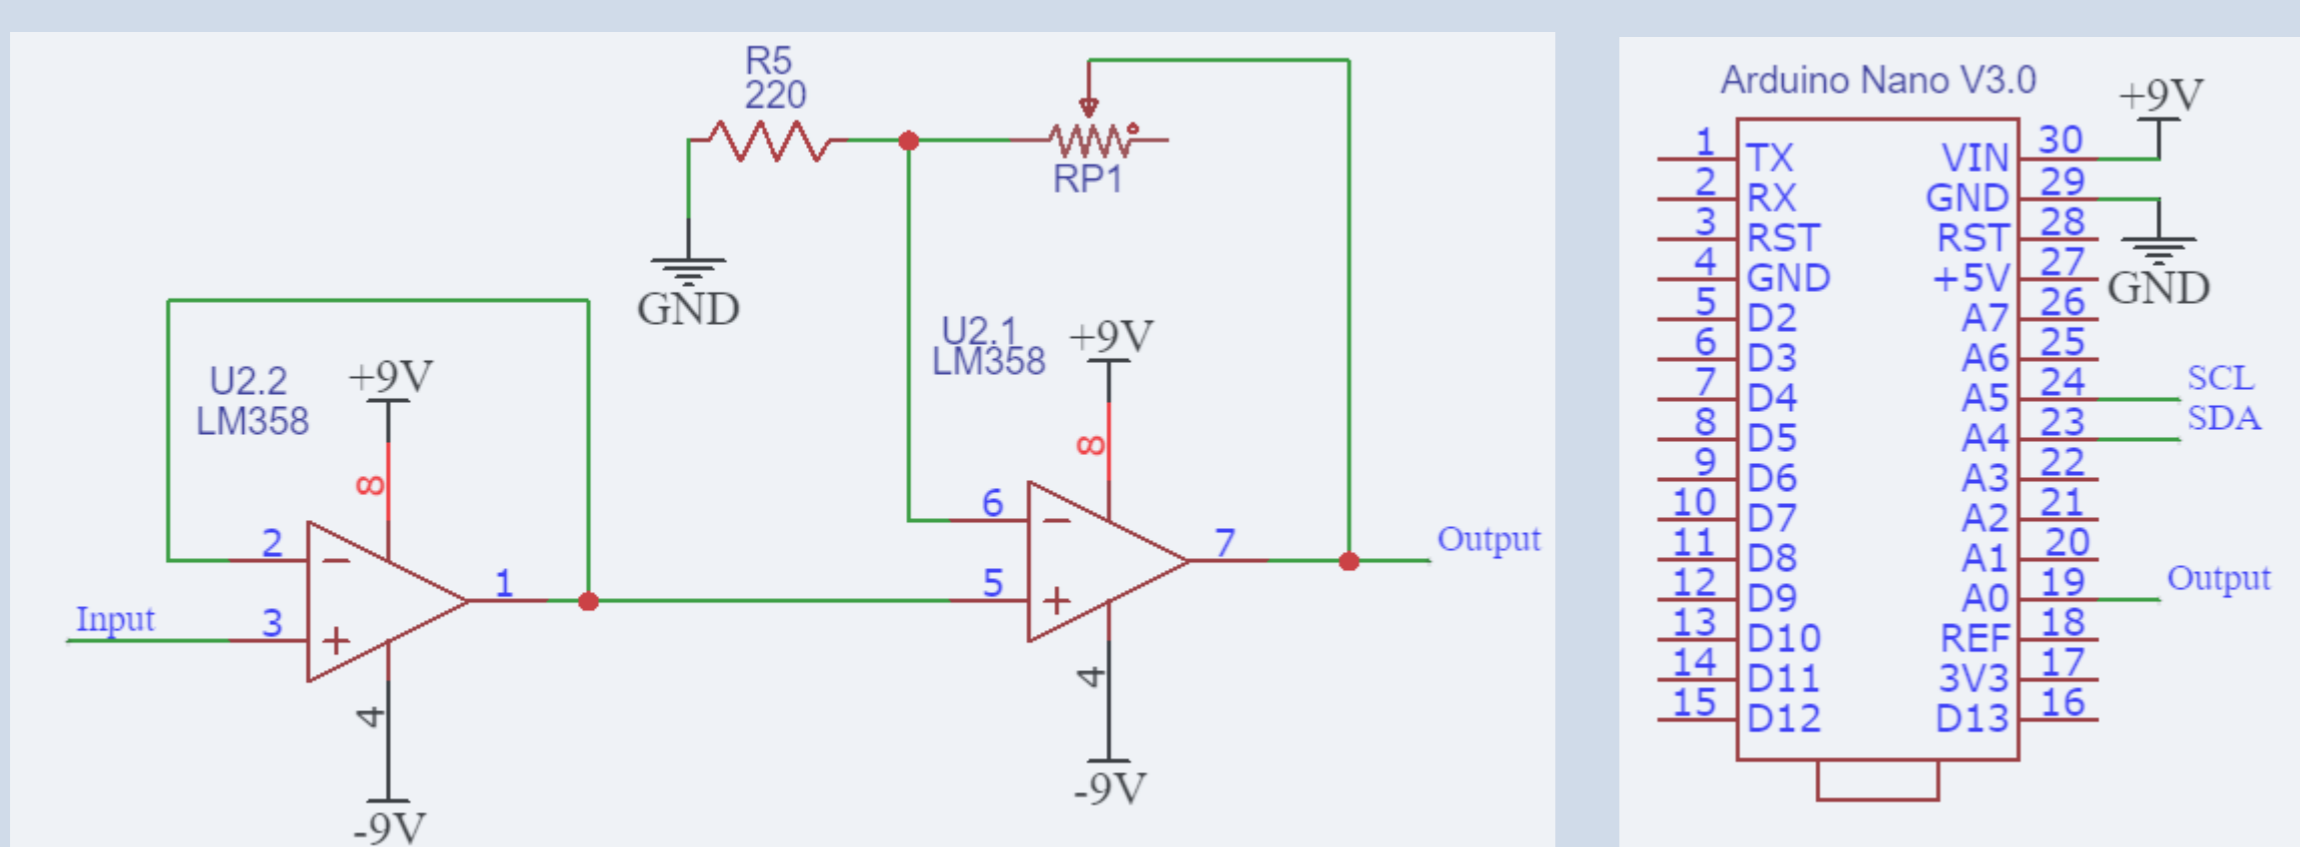 R5
220
RP1
GND
U2.2
LM358
+9V
8
2
3
1
4
-9V
Input
U2.1
LM358
+9V
8
6
5
7
4
-9V
Output
Arduino Nano V3.0
+9V
GND
1 TX VIN 30
2 RX GND 29
3 RST RST 28
4 GND +5V 27
5 D2 A7 26
6 D3 A6 25
7 D4 A5 24 SCL
8 D5 A4 23 SDA
9 D6 A3 22
10 D7 A2 21
11 D8 A1 20
12 D9 A0 19 Output
13 D10 REF 18
14 D11 3V3 17
15 D12 D13 16